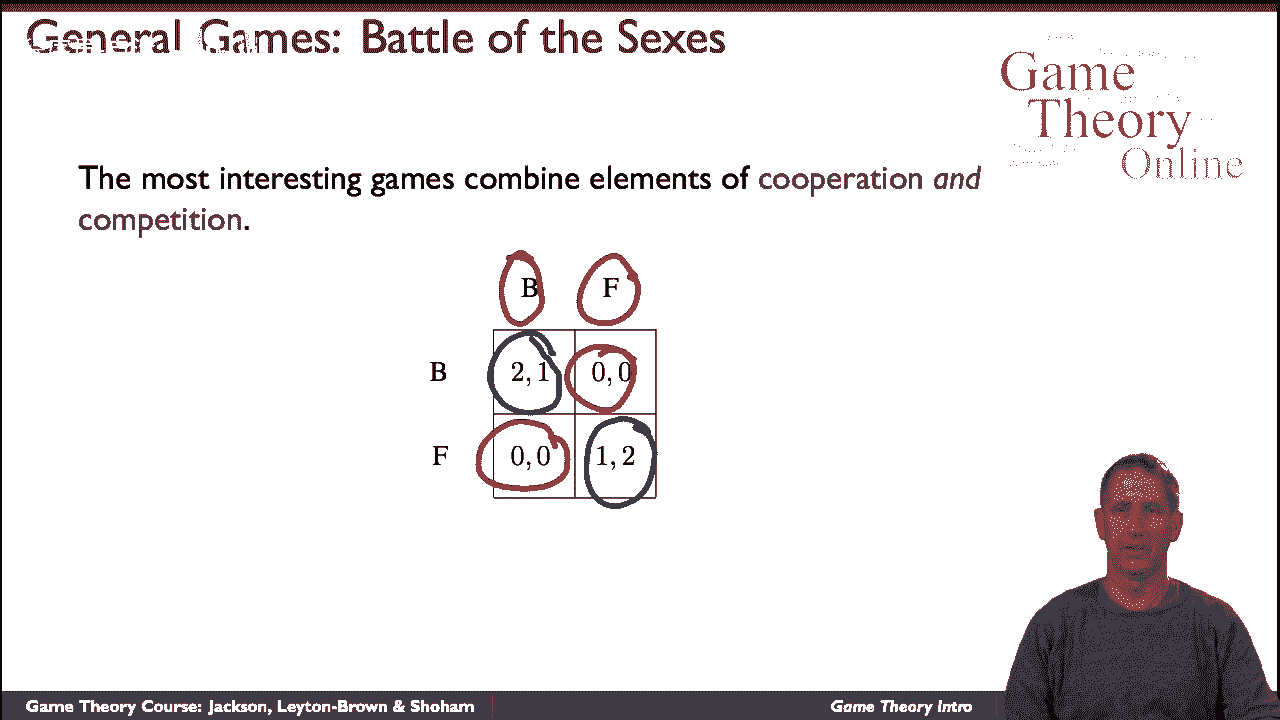 General Games: Battle of the Sexes
Game
Theory
Online
The most interesting games combine elements of cooperation and
competition.
B F
B 2, 1 0, 0
F 0, 0 1, 2
Game Theory Course: Jackson, Leyton-Brown & Shoham
Game Theory Intro